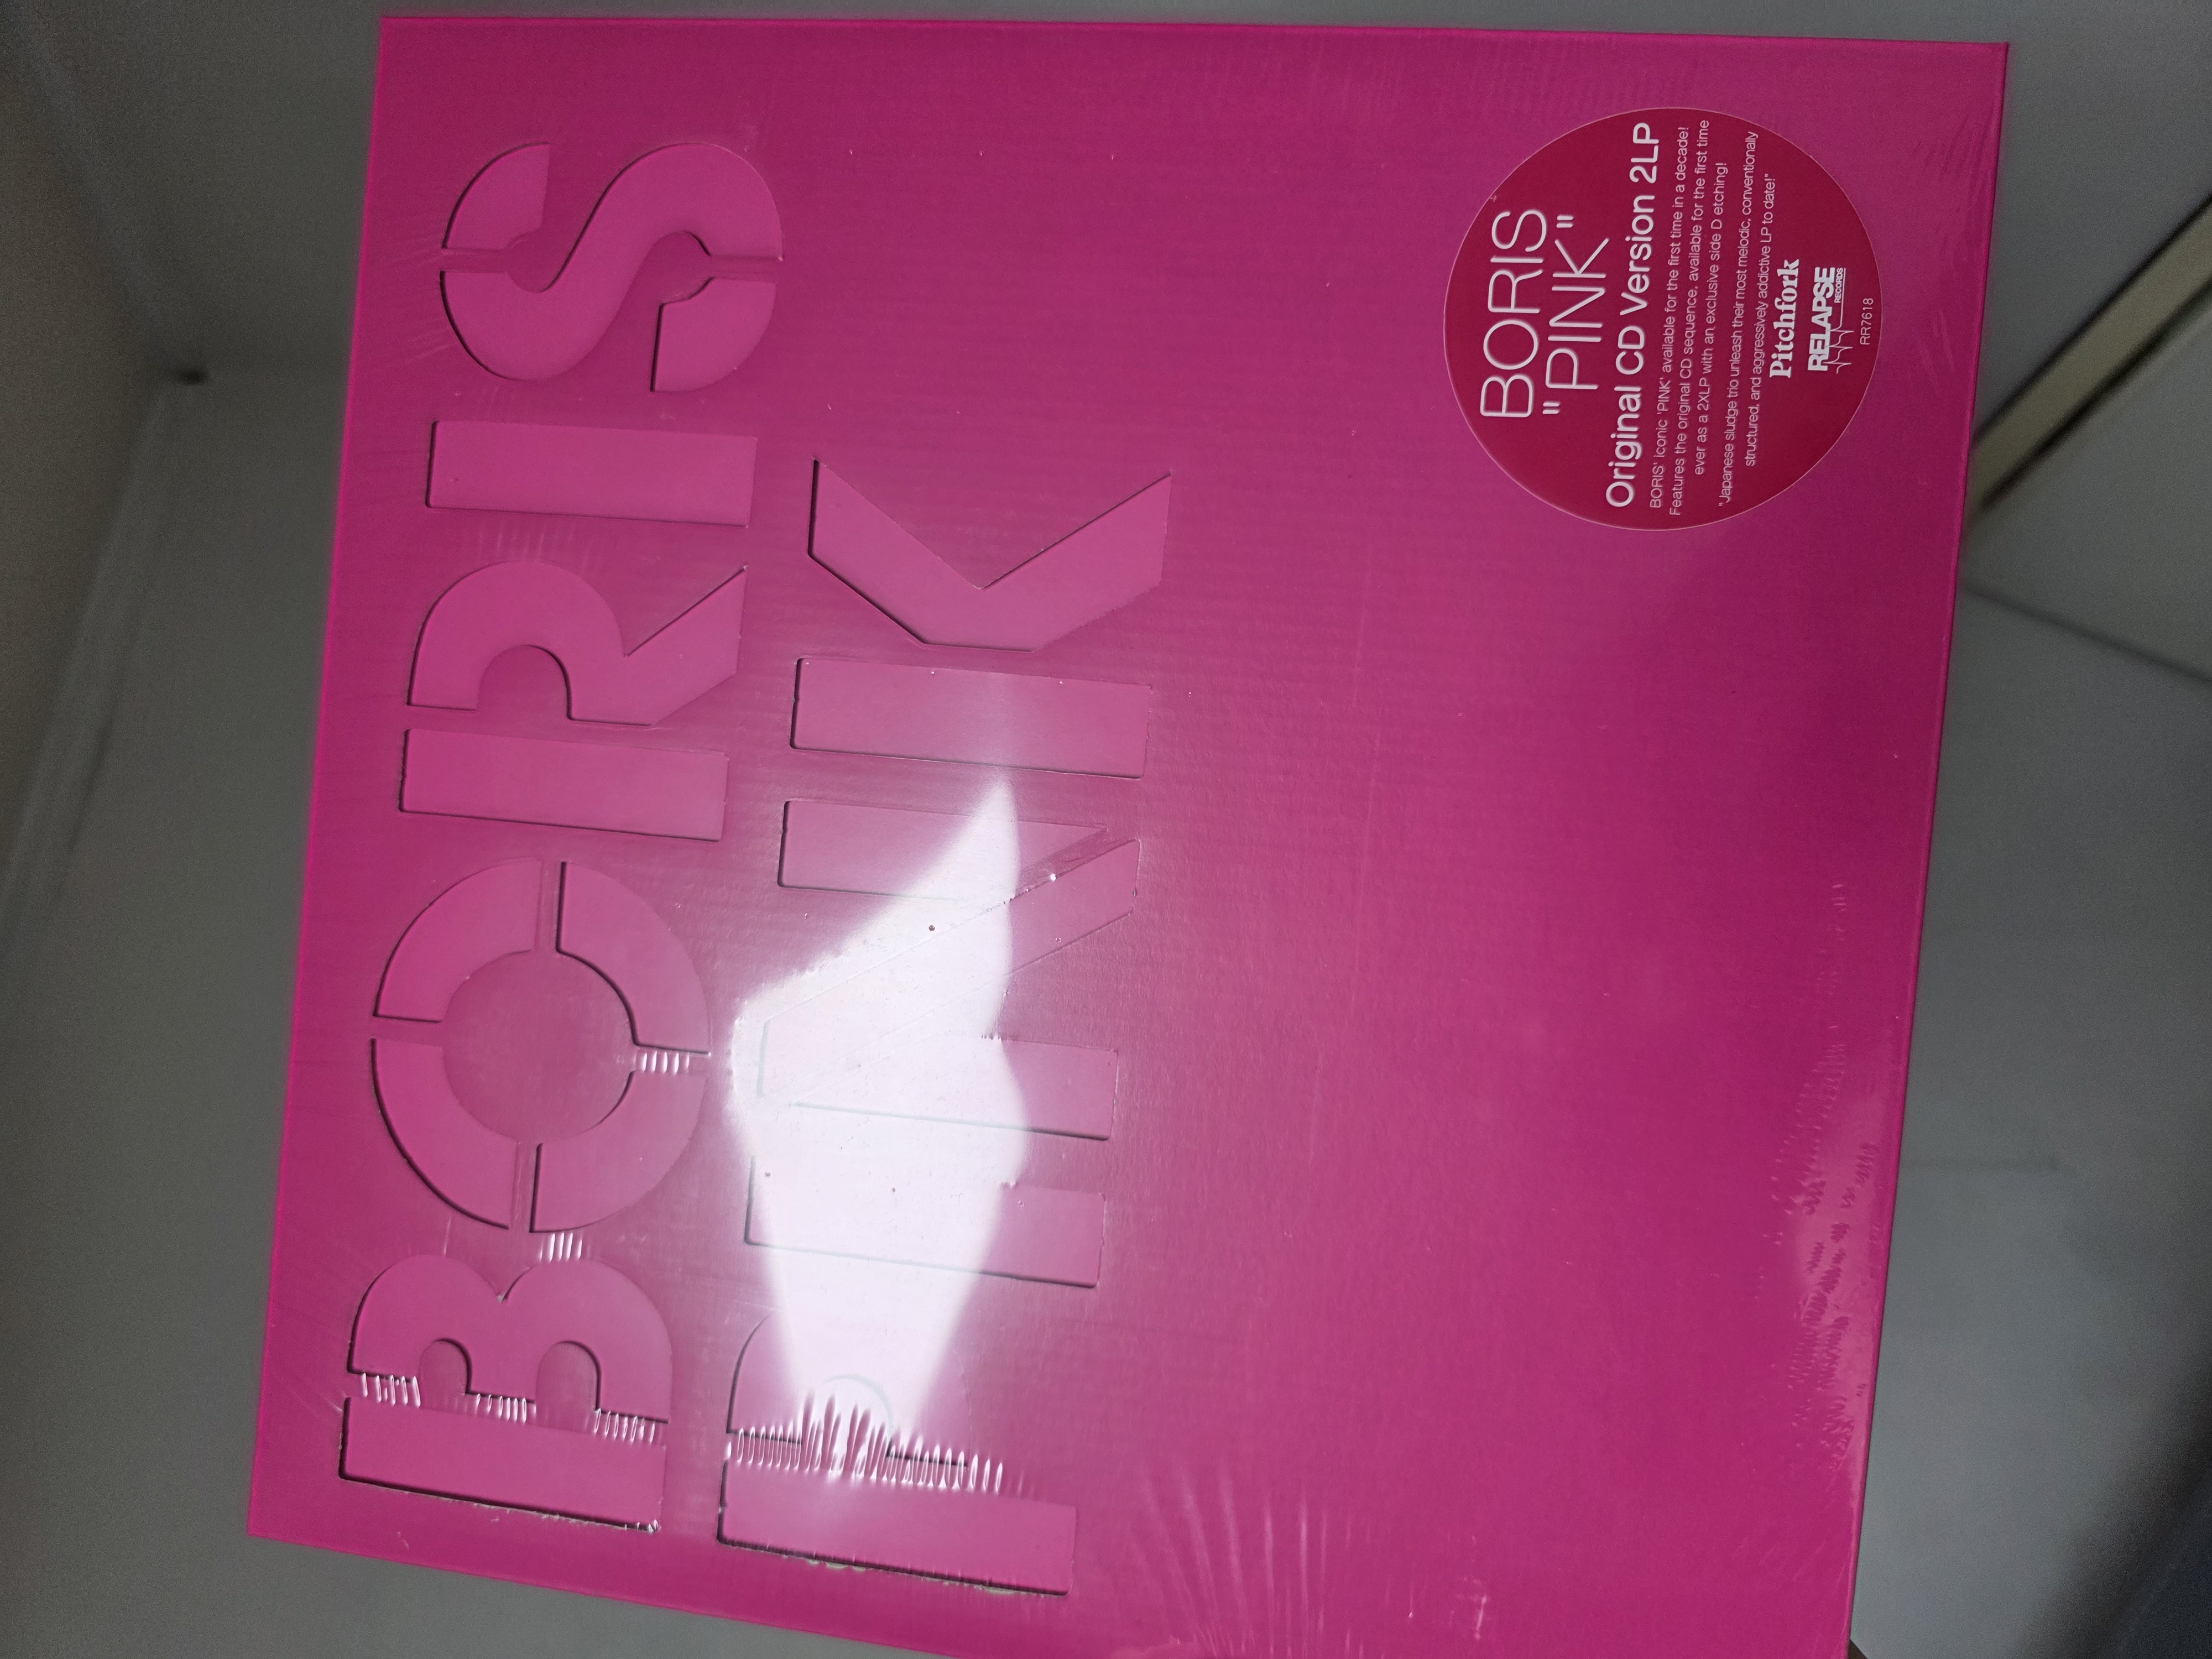 BORIS
PINK
BORIS
"PINK"
Original CD Version 2LP
BORIS' iconic 'PINK' available for the first time in a decade!
Features the original CD sequence, available for the first time
ever as a 2XLP with an exclusive side D etching!
"Japanese sludge trio unleash their most melodic, conventionally
structured, and aggressively addictive LP to date!"
Pitchfork
RELAPSE
RECORDS
RR7618